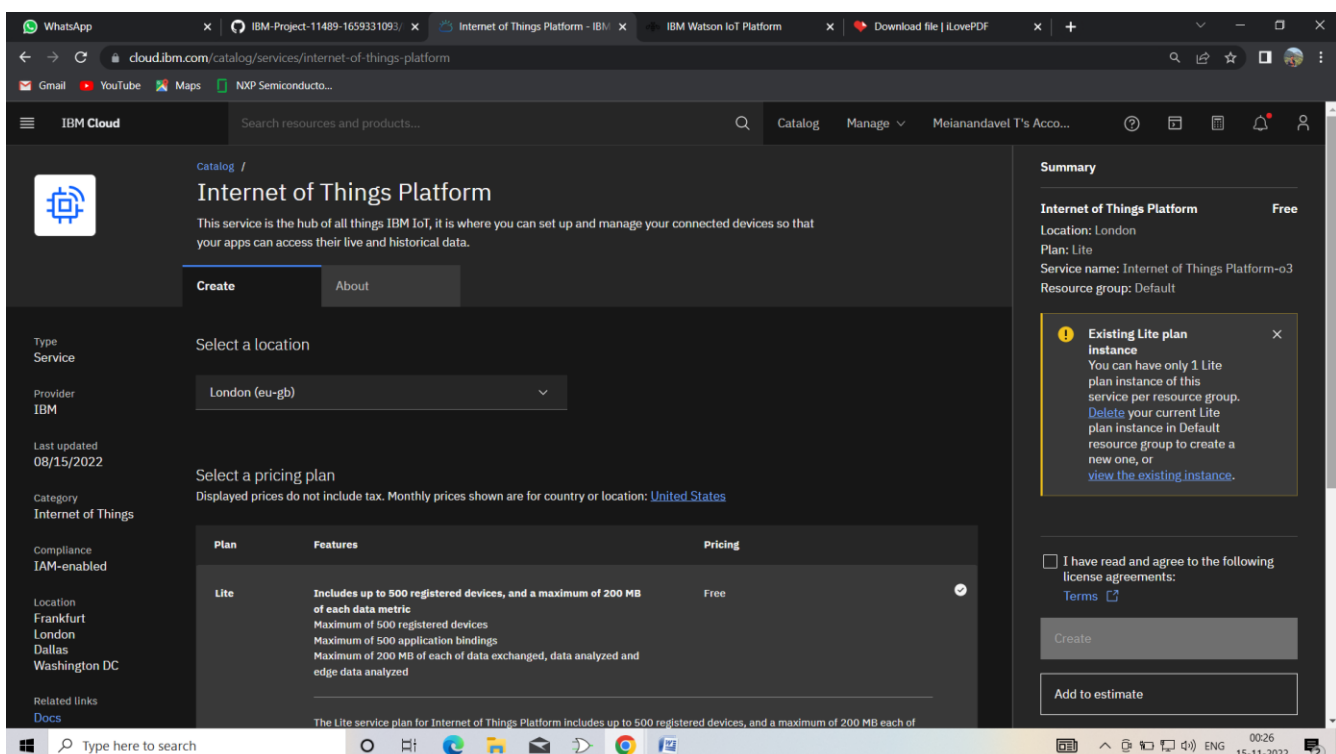 WhatsApp
IBM-Project-11489-1659331093/
Internet of Things Platform - IBM
IBM Watson IoT Platform
Download file | iLovePDF
cloud.ibm.com/catalog/services/internet-of-things-platform
Gmail
YouTube
Maps
NXP Semiconducto...
IBM Cloud
Search resources and products...
Catalog
Manage
Meianandavel T's Acco...
Catalog /
Internet of Things Platform
This service is the hub of all things IBM IoT, it is where you can set up and manage your connected devices so that
your apps can access their live and historical data.
Create
About
Type
Service
Provider
IBM
Last updated
08/15/2022
Category
Internet of Things
Compliance
IAM-enabled
Location
Frankfurt
London
Dallas
Washington DC
Related links
Docs
Select a location
London (eu-gb)
Select a pricing plan
Displayed prices do not include tax. Monthly prices shown are for country or location: United States
Plan
Features
Pricing
Lite
Includes up to 500 registered devices, and a maximum of 200 MB
of each data metric
Maximum of 500 registered devices
Maximum of 500 application bindings
Maximum of 200 MB of each of data exchanged, data analyzed and
edge data analyzed
Free
The Lite service plan for Internet of Things Platform includes up to 500 registered devices, and a maximum of 200 MB each of
Summary
Internet of Things Platform Free
Location: London
Plan: Lite
Service name: Internet of Things Platform-o3
Resource group: Default
Existing Lite plan
instance
You can have only 1 Lite
plan instance of this
service per resource group.
Delete your current Lite
plan instance in Default
resource group to create a
new one, or
view the existing instance.
I have read and agree to the following
license agreements:
Terms
Create
Add to estimate
Type here to search
ENG
00:26
15-11-2022